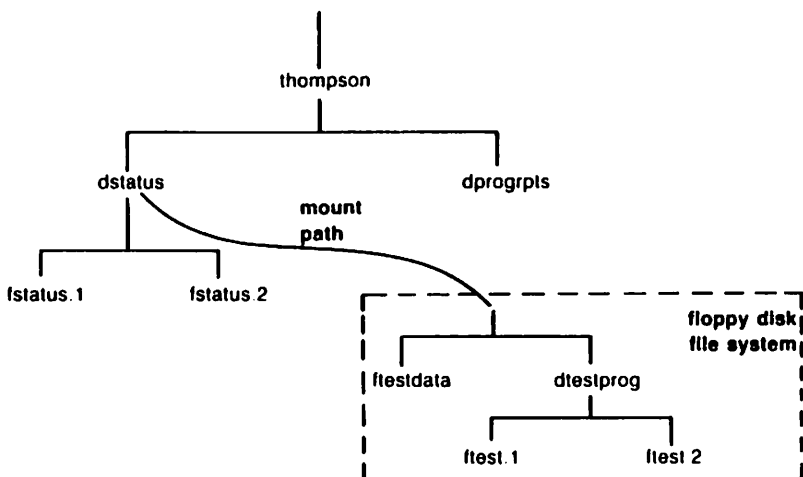 thompson
dstatus
dprogrpts
mount
path
fstatus.1
fstatus.2
floppy disk
file system
ftestdata
dtestprog
ftest.1
ftest 2